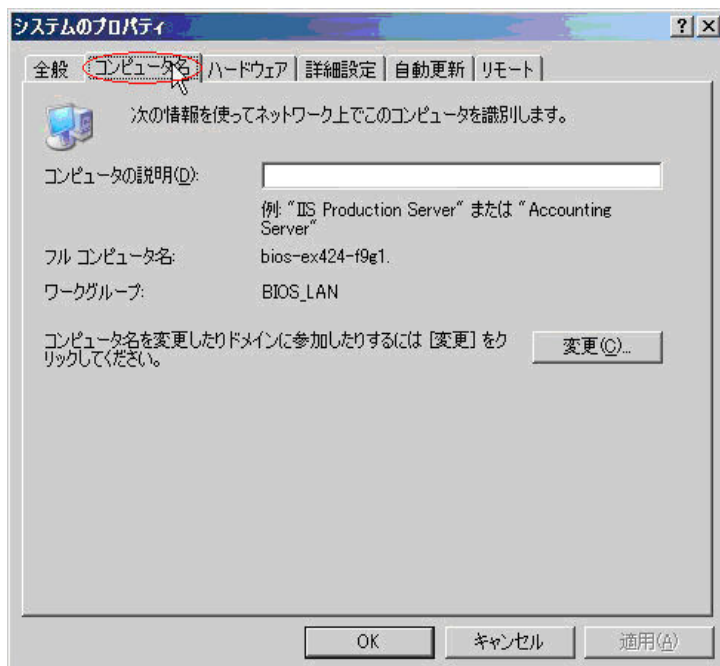 システムのプロパティ
全般 コンピュータ名 ハードウェア 詳細設定 自動更新 リモート
次の情報を使ってネットワーク上でこのコンピュータを識別します。
コンピュータの説明(D):
例: "IIS Production Server" または "Accounting
Server"
フル コンピュータ名: bios-ex424-f9g1.
ワークグループ: BIOS_LAN
コンピュータ名を変更したりドメインに参加したりするには [変更] をク
リックしてください。
変更(C)...
OK キャンセル 適用(A)